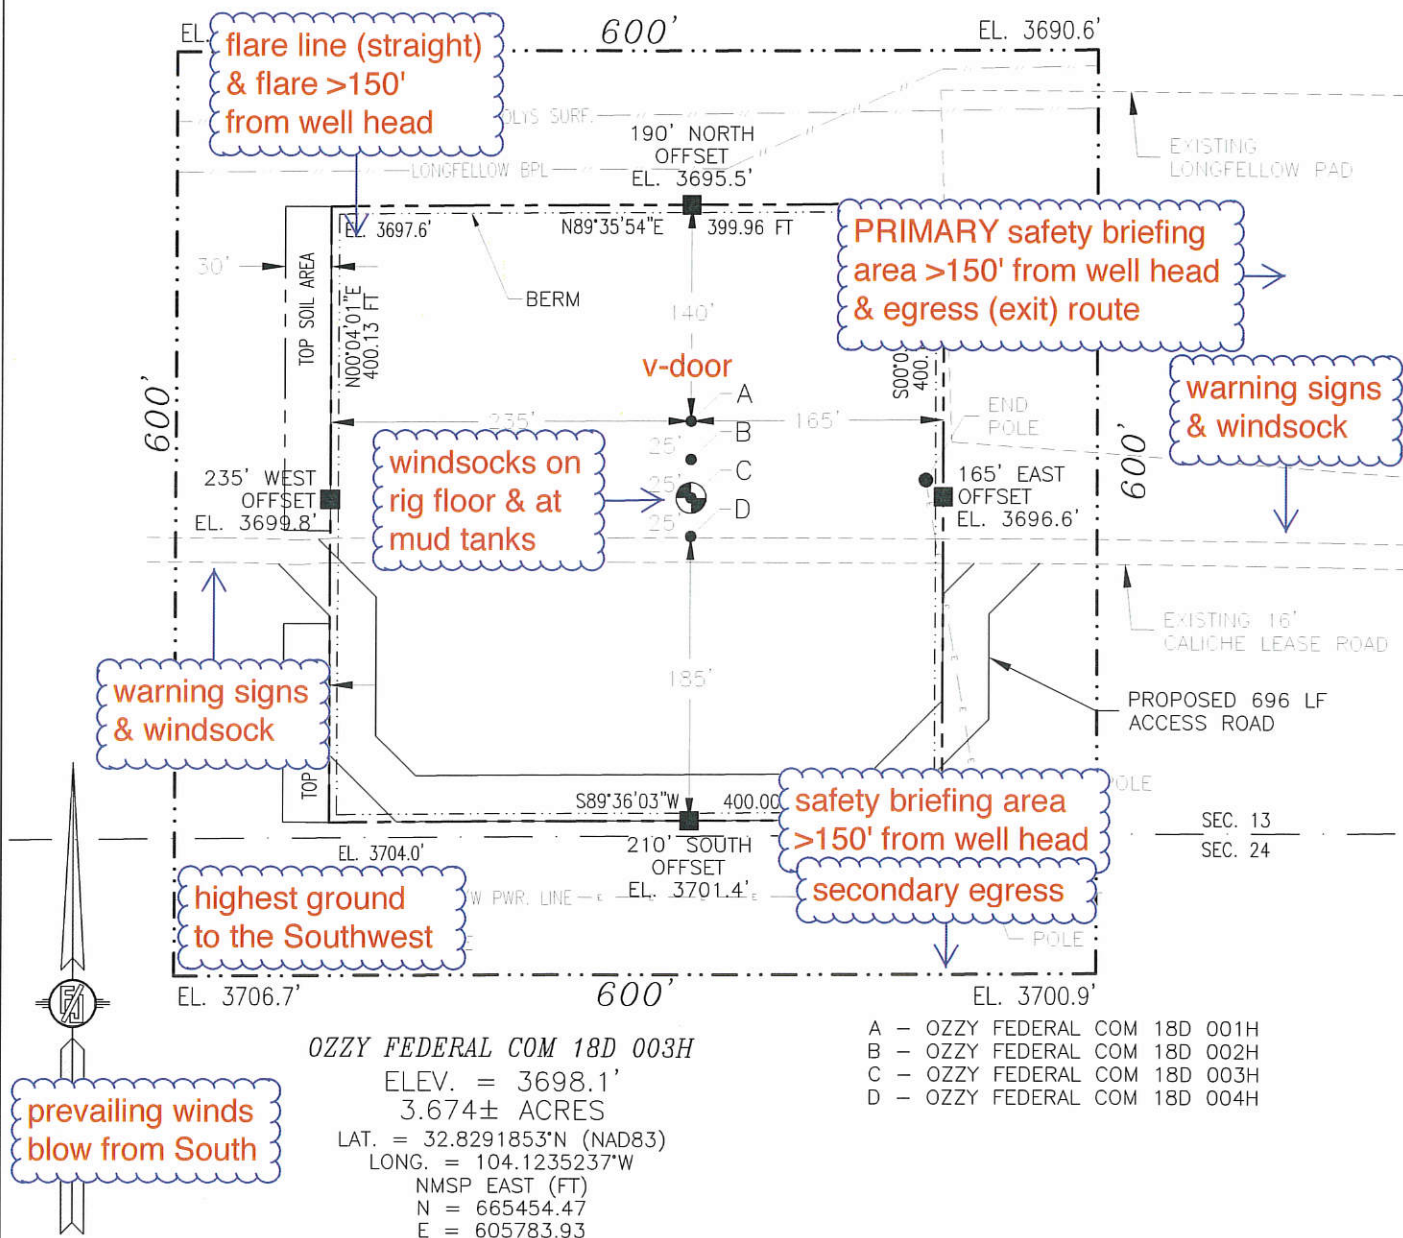 EL.
600'
EL. 3690.6'
flare line (straight)
& flare >150'
from well head
OLYS SURF.
190' NORTH
OFFSET
EL. 3695.5'
LONGFELLOW BPL
EXISTING
LONGFELLOW PAD
EL. 3697.6'
N89°35'54"E
399.96 FT
PRIMARY safety briefing
area >150' from well head
& egress (exit) route
30'
TOP SOIL AREA
N00°04'01"E
400.13 FT
BERM
140'
S00°0
400.
v-door
A
235'
165'
25'
B
25'
C
25'
D
END
POLE
warning signs
& windsock
600'
600'
windsocks on
rig floor & at
mud tanks
235' WEST
OFFSET
EL. 3699.8'
165' EAST
OFFSET
EL. 3696.6'
EXISTING 16'
CALICHE LEASE ROAD
185'
warning signs
& windsock
PROPOSED 696 LF
ACCESS ROAD
E
E
E
TOP
POLE
S89°36'03"W
400.00
safety briefing area
>150' from well head
SEC. 13
SEC. 24
210' SOUTH
OFFSET
EL. 3701.4'
EL. 3704.0'
secondary egress
highest ground
to the Southwest
W PWR. LINE
E
E
POLE
EL. 3706.7'
600'
EL. 3700.9'
OZZY FEDERAL COM 18D 003H
ELEV. = 3698.1'
3.674± ACRES
LAT. = 32.8291853°N (NAD83)
LONG. = 104.1235237°W
NMSP EAST (FT)
N = 665454.47
E = 605783.93
A – OZZY FEDERAL COM 18D 001H
B – OZZY FEDERAL COM 18D 002H
C – OZZY FEDERAL COM 18D 003H
D – OZZY FEDERAL COM 18D 004H
prevailing winds
blow from South